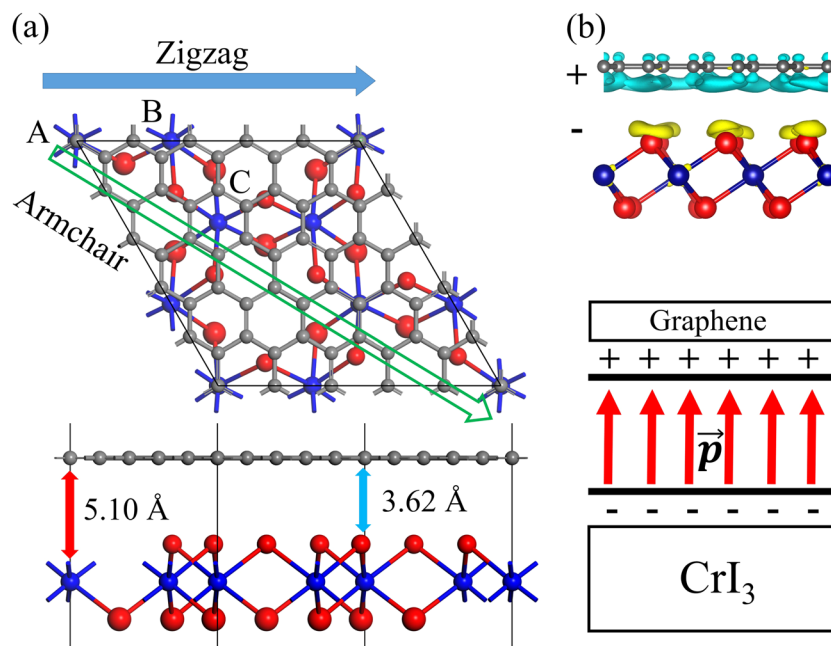 (a)
Zigzag
A
B
C
Armchair
5.10 Å
3.62 Å
(b)
+
-
Graphene
+ + + + + +
p⃗
- - - - - -
CrI₃